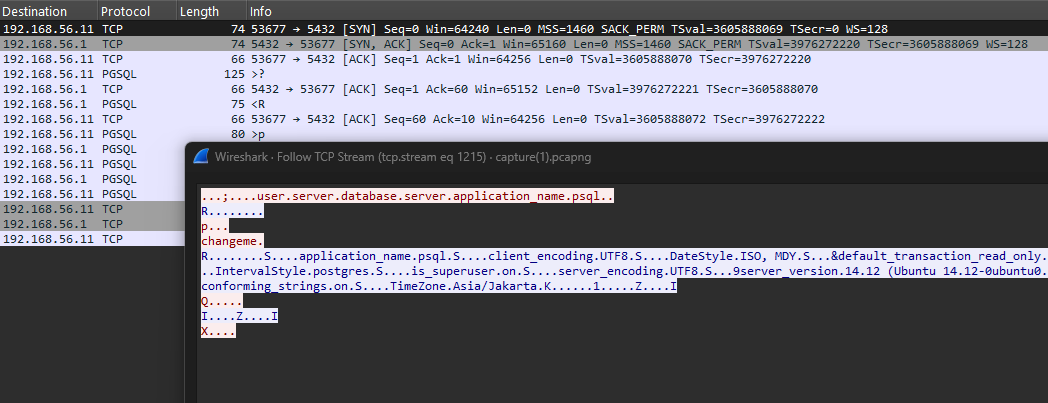 Destination Protocol Length Info
192.168.56.11 TCP 74 53677 → 5432 [SYN] Seq=0 Win=64240 Len=0 MSS=1460 SACK_PERM TSval=3605888069 TSecr=0 WS=128
192.168.56.1 TCP 74 5432 → 53677 [SYN, ACK] Seq=0 Ack=1 Win=65160 Len=0 MSS=1460 SACK_PERM TSval=3976272220 TSecr=3605888069 WS=128
192.168.56.11 TCP 66 53677 → 5432 [ACK] Seq=1 Ack=1 Win=64256 Len=0 TSval=3605888070 TSecr=3976272220
192.168.56.11 PGSQL 125 >?
192.168.56.1 TCP 66 5432 → 53677 [ACK] Seq=1 Ack=60 Win=65152 Len=0 TSval=3976272221 TSecr=3605888070
192.168.56.1 PGSQL 75 <R
192.168.56.11 TCP 66 53677 → 5432 [ACK] Seq=60 Ack=10 Win=64256 Len=0 TSval=3605888072 TSecr=3976272222
192.168.56.11 PGSQL 80 >p
192.168.56.1 PGSQL
192.168.56.11 PGSQL
192.168.56.1 PGSQL
192.168.56.11 PGSQL
192.168.56.11 TCP
192.168.56.1 TCP
192.168.56.11 TCP
Wireshark · Follow TCP Stream (tcp.stream eq 1215) · capture(1).pcapng
...;....user.server.database.server.application_name.psql..
R........
p...
changeme.
R........S....application_name.psql.S....client_encoding.UTF8.S....DateStyle.ISO, MDY.S...&default_transaction_read_only.
..IntervalStyle.postgres.S....is_superuser.on.S....server_encoding.UTF8.S...9server_version.14.12 (Ubuntu 14.12-0ubuntu0.
conforming_strings.on.S....TimeZone.Asia/Jakarta.K......1.....Z....I
Q.....
I....Z....I
X....